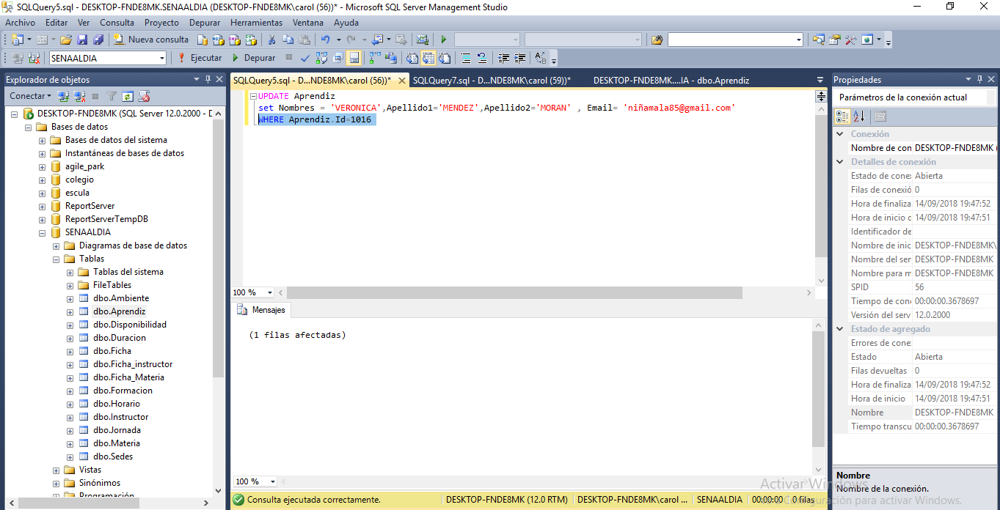 SQLQuery5.sql - DESKTOP-FNDE8MK.SENAALDIA (DESKTOP-FNDE8MK\carol (56))* - Microsoft SQL Server Management Studio
Archivo Editar Ver Consulta Proyecto Depurar Herramientas Ventana Ayuda
Nueva consulta
SENAALDIA Ejecutar Depurar
Explorador de objetos
Conectar
DESKTOP-FNDE8MK (SQL Server 12.0.2000 - D
Bases de datos
Bases de datos del sistema
Instantáneas de bases de datos
agile_park
colegio
escula
ReportServer
ReportServerTempDB
SENAALDIA
Diagramas de base de datos
Tablas
Tablas del sistema
FileTables
dbo.Ambiente
dbo.Aprendiz
dbo.Disponibilidad
dbo.Duracion
dbo.Ficha
dbo.Ficha_instructor
dbo.Ficha_Materia
dbo.Formacion
dbo.Horario
dbo.Instructor
dbo.Jornada
dbo.Materia
dbo.Sedes
Vistas
Sinónimos
Programación
SQLQuery5.sql - D...NDE8MK\carol (56))* SQLQuery7.sql - D...NDE8MK\carol (59))* DESKTOP-FNDE8MK....IA - dbo.Aprendiz
UPDATE Aprendiz
set Nombres = 'VERONICA',Apellido1='MENDEZ',Apellido2='MORAN' , Email= 'niñamala85@gmail.com'
WHERE Aprendiz.Id=1016
100 %
Mensajes
(1 filas afectadas)
100 %
Consulta ejecutada correctamente. DESKTOP-FNDE8MK (12.0 RTM) DESKTOP-FNDE8MK\carol ... SENAALDIA 00:00:00 0 filas
Propiedades
Parámetros de la conexión actual
Conexión
Nombre de con DESKTOP-FNDE8MK (
Detalles de conexión
Estado de conex Abierta
Filas de conexió 0
Hora de finaliza 14/09/2018 19:47:52
Hora de inicio d 14/09/2018 19:47:51
Identificador de
Nombre de inic DESKTOP-FNDE8MK\
Nombre del ser DESKTOP-FNDE8MK
Nombre para m DESKTOP-FNDE8MK
SPID 56
Tiempo de con 00:00:00.3678697
Versión del serv 12.0.2000
Estado de agregado
Errores de cone
Estado Abierta
Filas devueltas 0
Hora de finaliza 14/09/2018 19:47:52
Hora de inicio 14/09/2018 19:47:51
Nombre DESKTOP-FNDE8MK
Tiempo transcu 00:00:00.3678697
Nombre
Nombre de la conexión.
Activar Windows
Ve a Configuración para activar Windows.